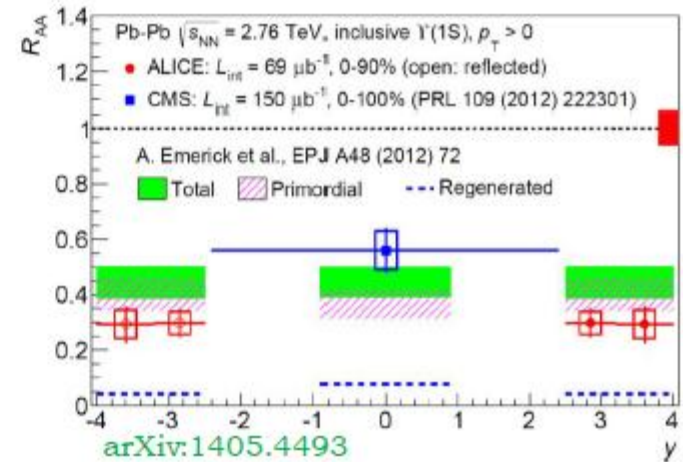 R_AA
1.4
1.2
1
0.8
0.6
0.4
0.2
0
Pb-Pb √s_NN = 2.76 TeV, inclusive ϒ(1S), p_T > 0
ALICE: L_int = 69 μb⁻¹, 0-90% (open: reflected)
CMS: L_int = 150 μb⁻¹, 0-100% (PRL 109 (2012) 222301)
A. Emerick et al., EPJ A48 (2012) 72
Total Primordial Regenerated
-4 -3 -2 -1 0 1 2 3 4
y
arXiv:1405.4493